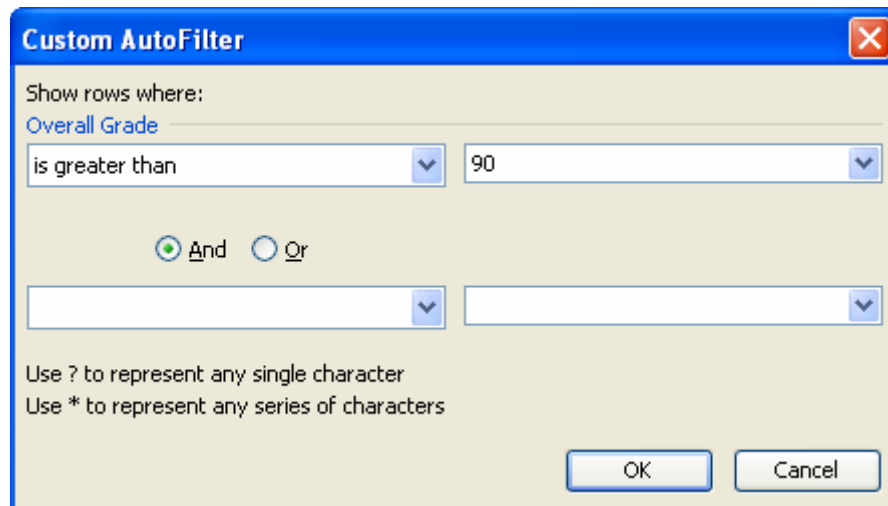 Custom AutoFilter
Show rows where:
Overall Grade
is greater than 90
And Or
Use ? to represent any single character
Use * to represent any series of characters
OK Cancel